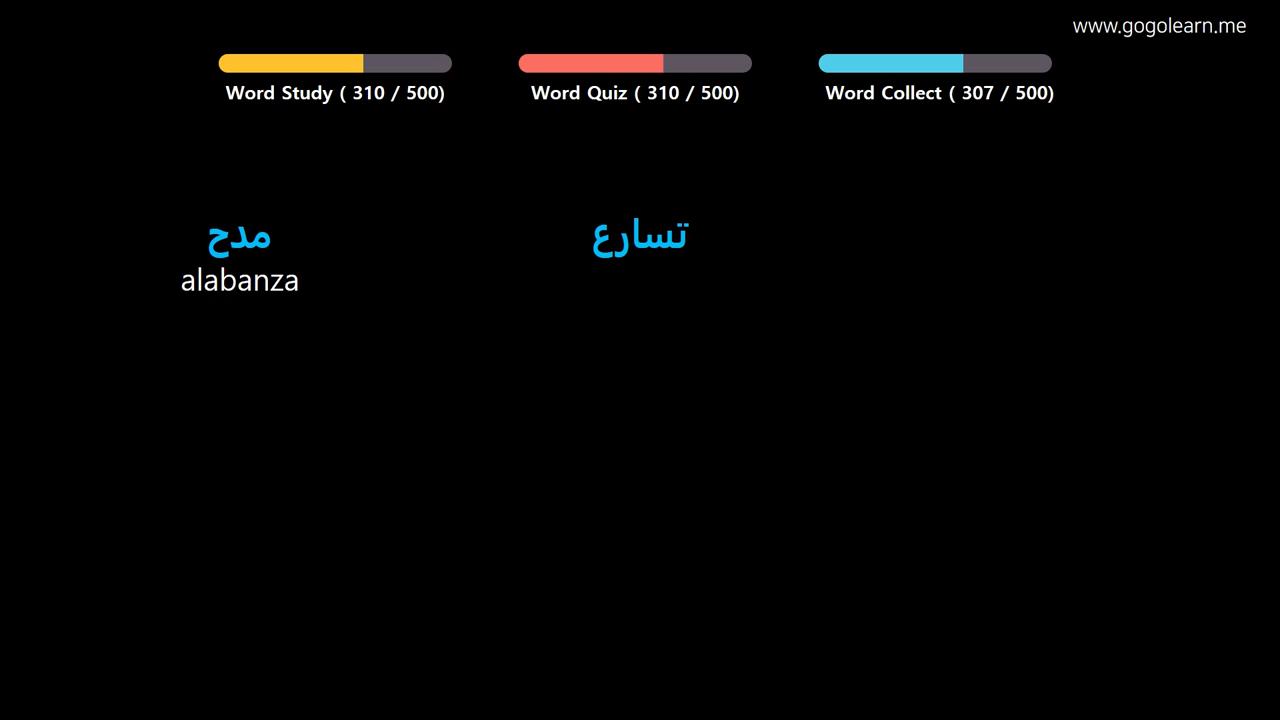 www.gogolearn.me
Word Study ( 310 / 500)
Word Quiz ( 310 / 500)
Word Collect ( 307 / 500)
مدح
alabanza
تسارع